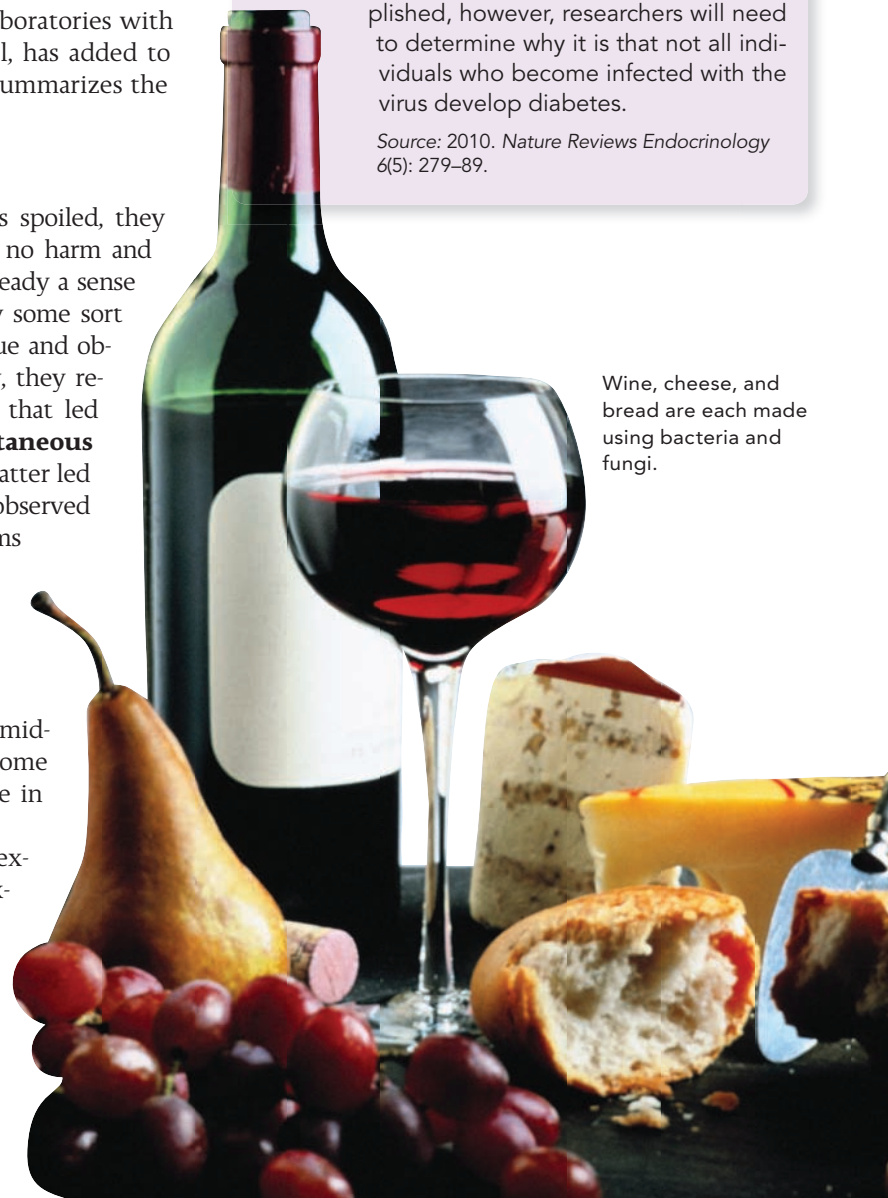 boratories with
l, has added to
ummarizes the
s spoiled, they
no harm and
eady a sense
some sort
ue and ob-
, they re-
that led
taneous
atter led
observed
ms
mid-
ome
e in
ex-
x-
plished, however, researchers will need
to determine why it is that not all indi-
viduals who become infected with the
virus develop diabetes.
Source: 2010. Nature Reviews Endocrinology
6(5): 279–89.
Wine, cheese, and
bread are each made
using bacteria and
fungi.